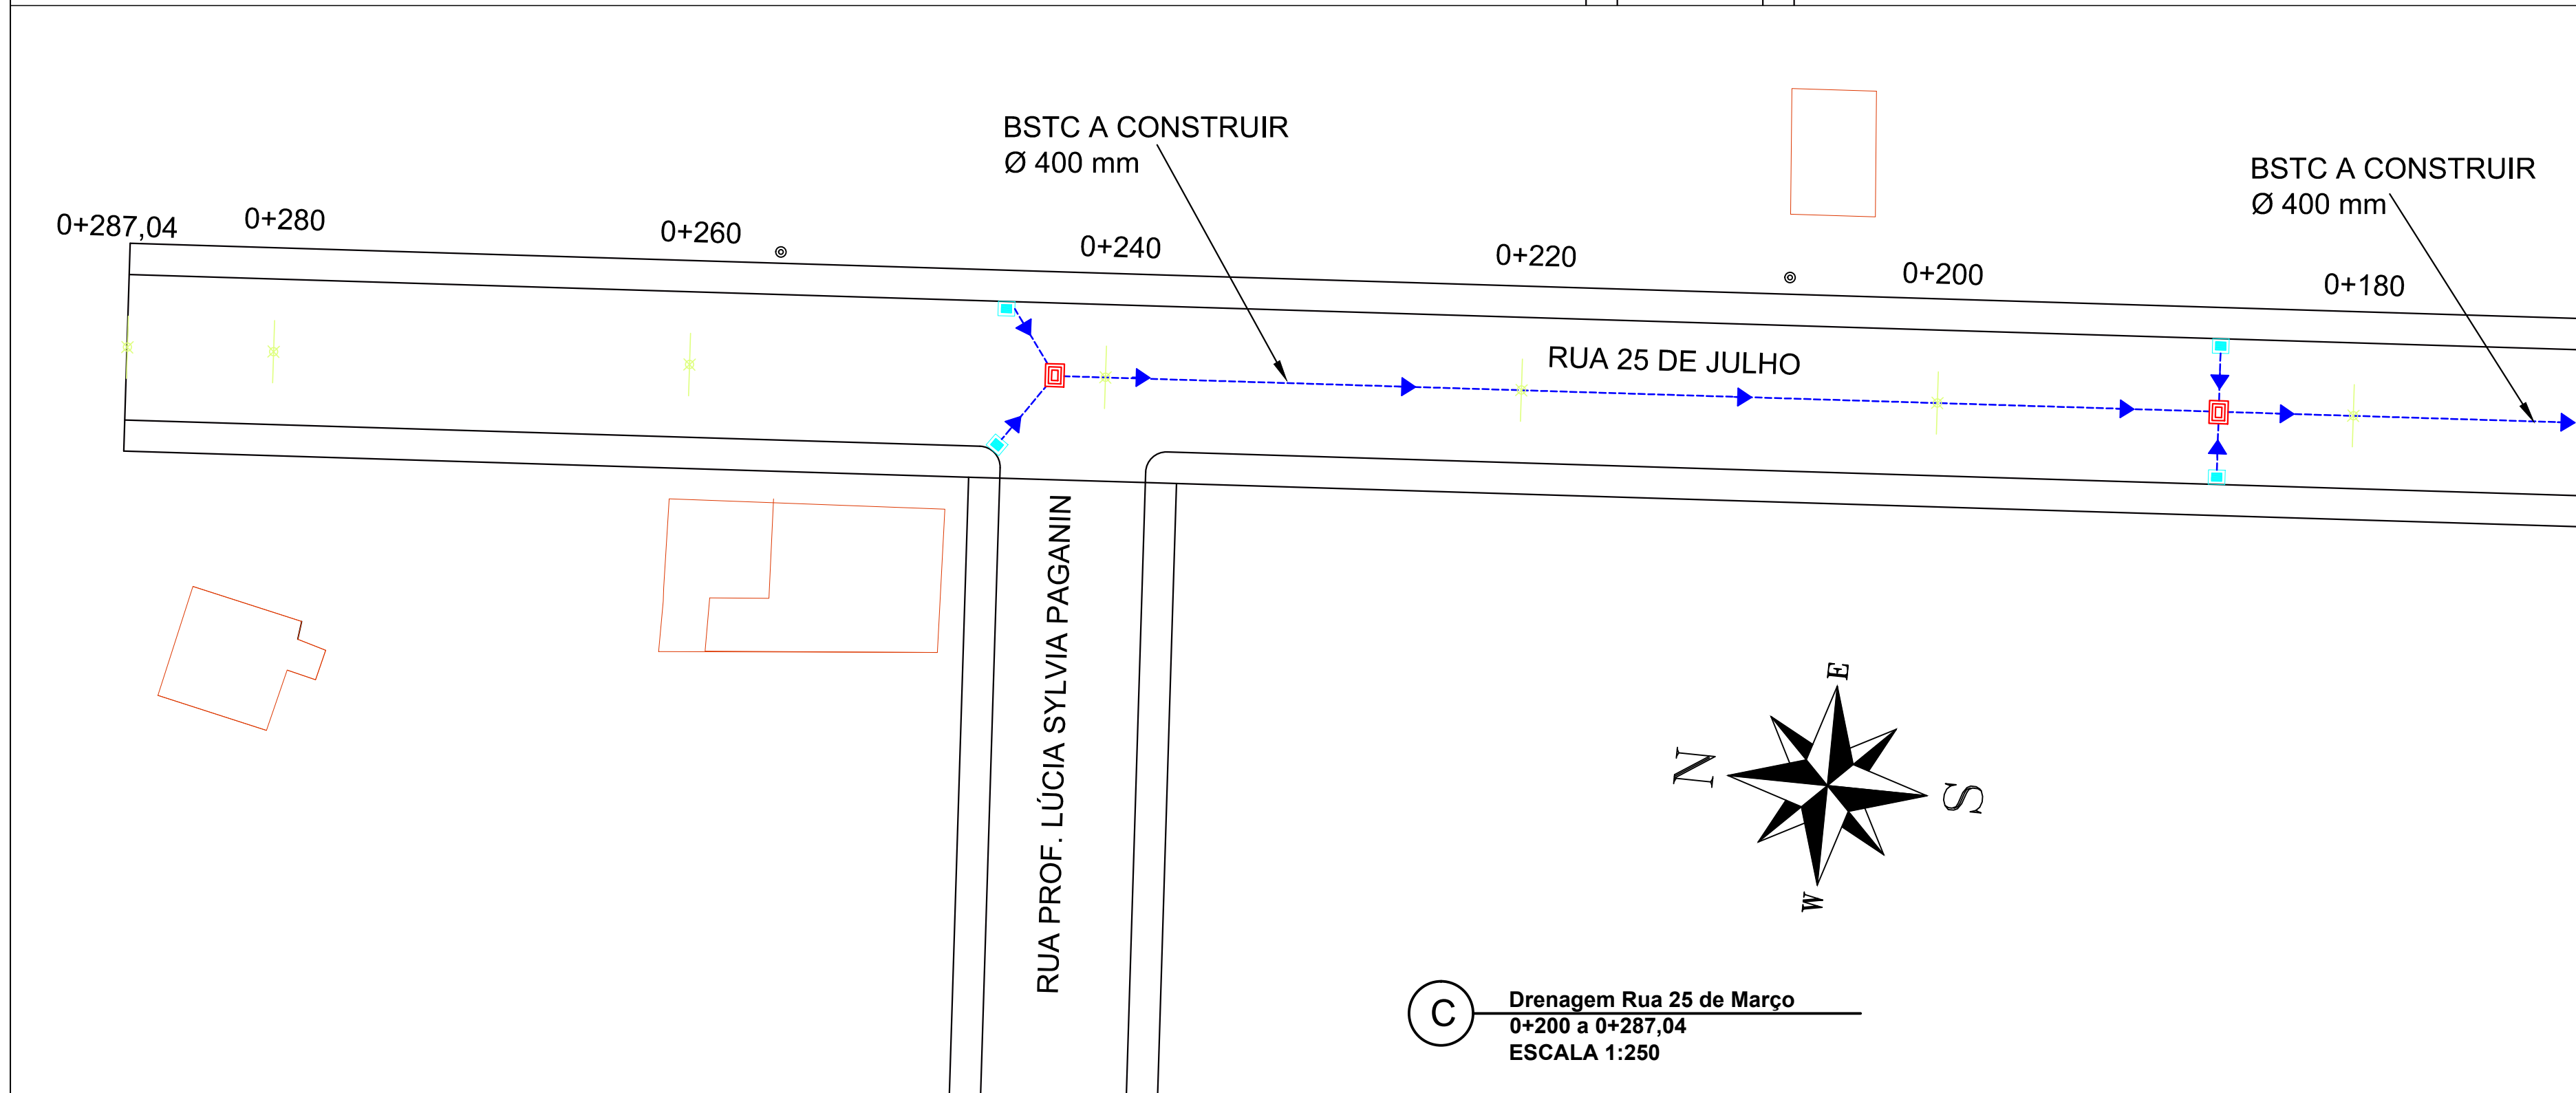 BSTC A CONSTRUIR
Ø 400 mm
BSTC A CONSTRUIR
Ø 400 mm
0+287,04
0+280
0+260
0+240
0+220
0+200
0+180
RUA 25 DE JULHO
RUA PROF. LÚCIA SYLVIA PAGANIN
E
N
S
W
C
Drenagem Rua 25 de Março
0+200 a 0+287,04
ESCALA 1:250